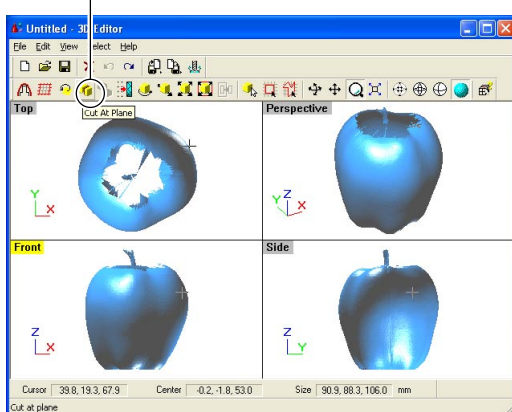 Untitled - 3D Editor
File Edit View Select Help
Cut At Plane
Top
Perspective
Y
X
Z
Y
X
Front
Side
Z
X
Z
Y
Cursor 39.8, 19.3, 67.9 Center -0.2, -1.8, 53.0 Size 90.9, 88.3, 106.0 mm
Cut at plane